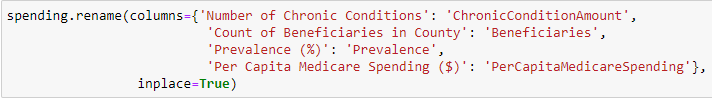 spending.rename(columns={'Number of Chronic Conditions': 'ChronicConditionAmount',
'Count of Beneficiaries in County': 'Beneficiaries',
'Prevalence (%)': 'Prevalence',
'Per Capita Medicare Spending ($)': 'PerCapitaMedicareSpending'},
inplace=True)